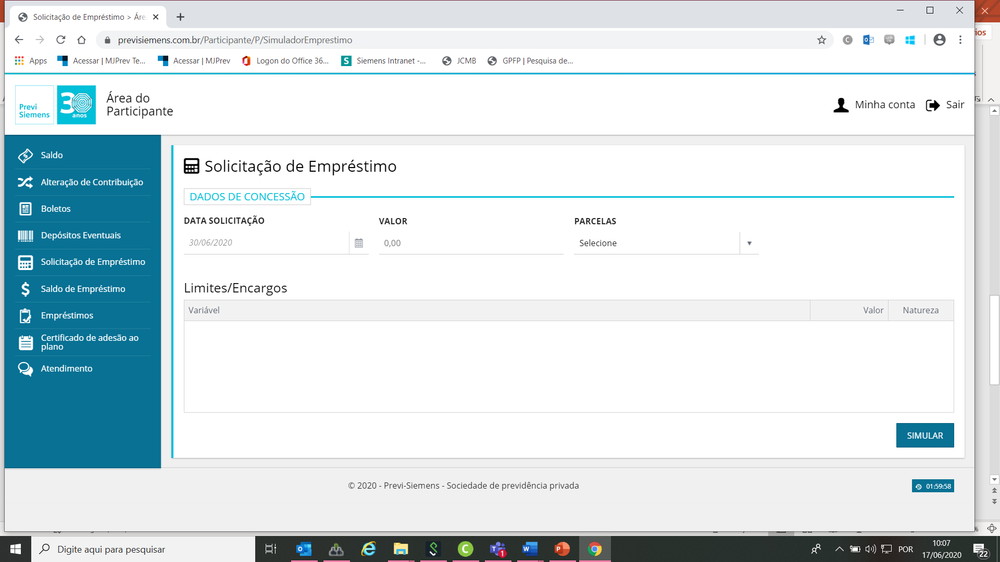 Solicitação de Empréstimo > Áre
previsiemens.com.br/Participante/P/SimuladorEmprestimo
Apps
Acessar | MJPrev Te...
Acessar | MJPrev
Logon do Office 36...
Siemens Intranet -...
JCMB
GPFP | Pesquisa de...
ios
Previ
Siemens
30
anos
Área do
Participante
Minha conta
Sair
Saldo
Alteração de Contribuição
Boletos
Depósitos Eventuais
Solicitação de Empréstimo
Saldo de Empréstimo
Empréstimos
Certificado de adesão ao
plano
Atendimento
Solicitação de Empréstimo
DADOS DE CONCESSÃO
DATA SOLICITAÇÃO
VALOR
PARCELAS
30/06/2020
0,00
Selecione
Limites/Encargos
Variável
Valor
Natureza
SIMULAR
© 2020 - Previ-Siemens - Sociedade de previdência privada
01:59:58
Digite aqui para pesquisar
POR
10:07
17/06/2020
22